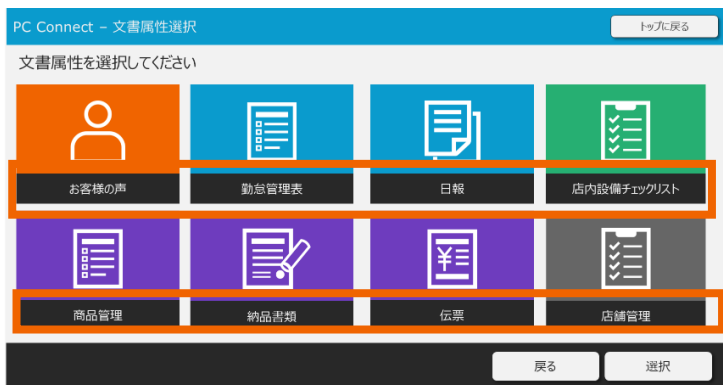 PC Connect – 文書属性選択
トップに戻る
文書属性を選択してください
お客様の声 勤怠管理表 日報 店内設備チェックリスト
商品管理 納品書類 伝票 店舗管理
戻る 選択